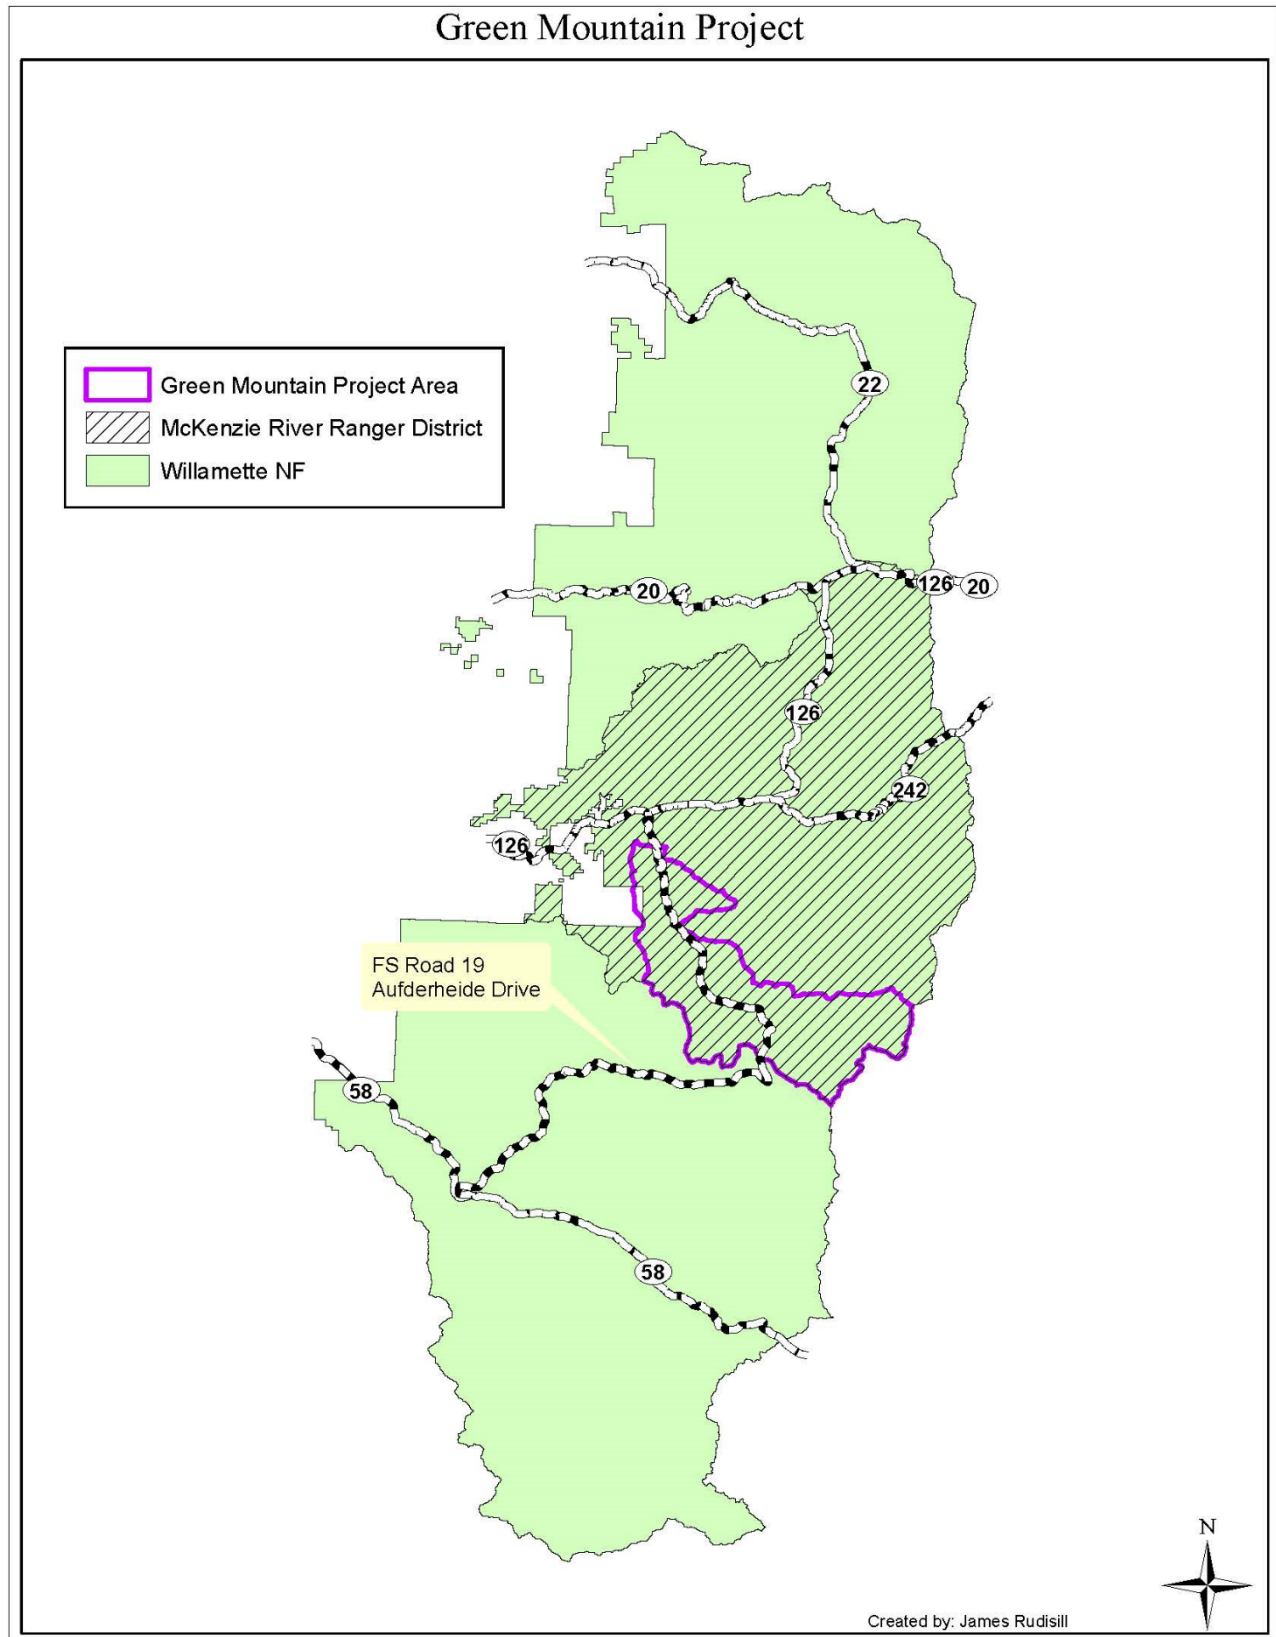 Green Mountain Project
Green Mountain Project Area
McKenzie River Ranger District
Willamette NF
22
20
126
20
126
242
126
FS Road 19
Aufderheide Drive
58
58
N
Created by: James Rudisill